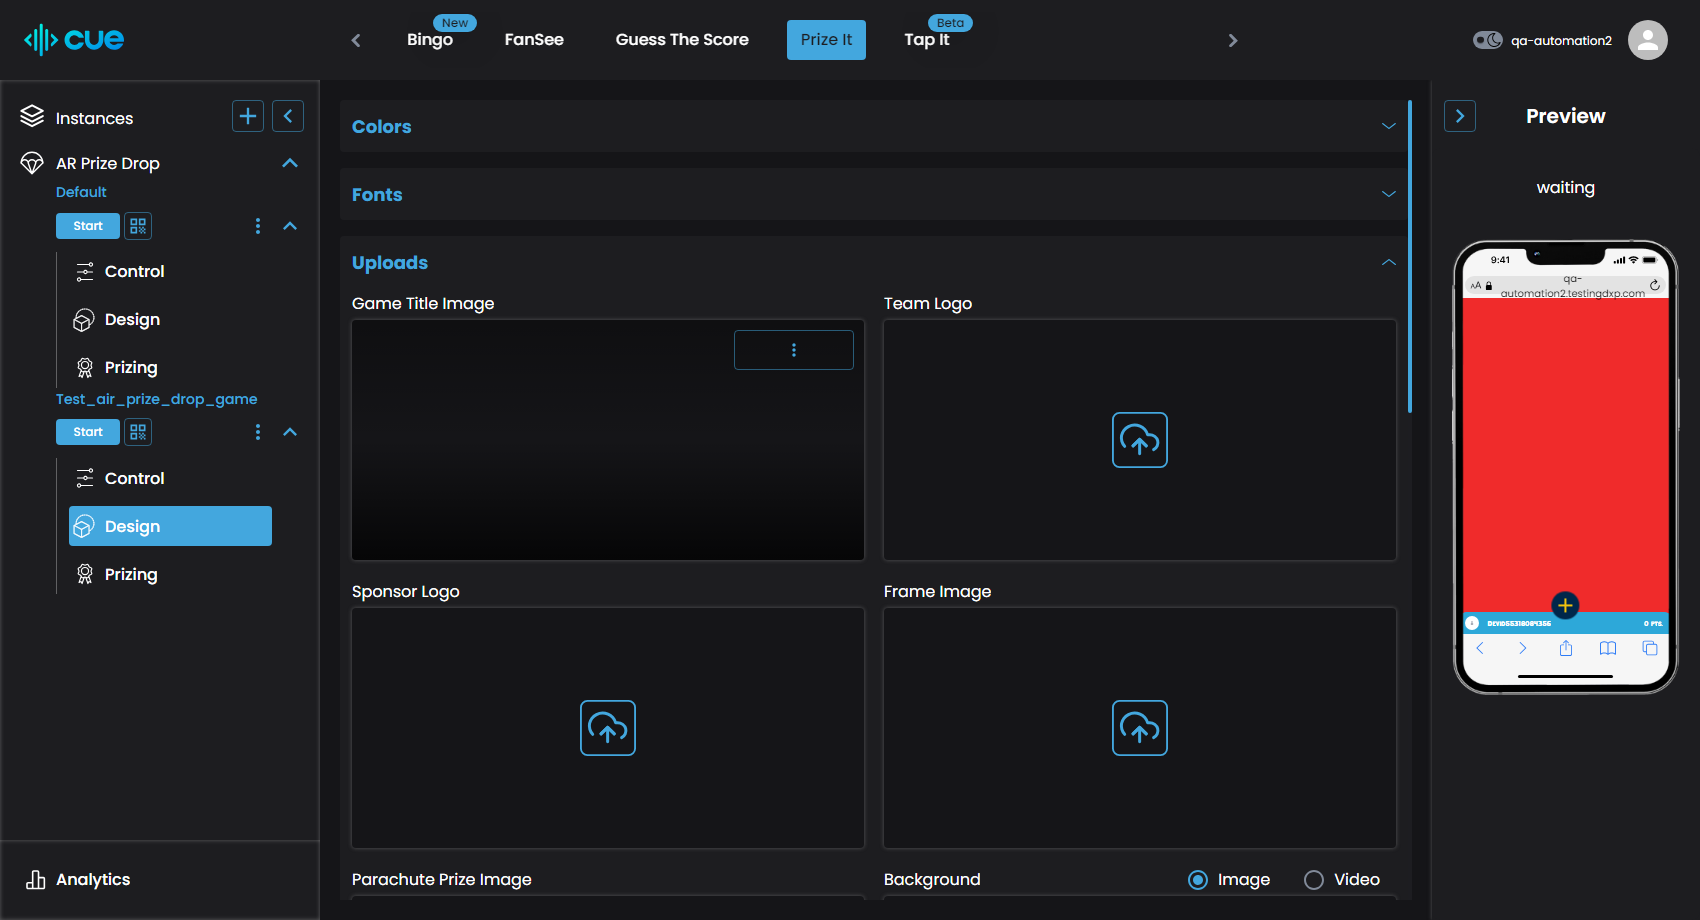 cue
New
Bingo
FanSee
Guess The Score
Prize It
Beta
Tap It
qa-automation2
Instances
AR Prize Drop
Default
Start
Control
Design
Prizing
Test_air_prize_drop_game
Start
Control
Design
Prizing
Analytics
Colors
Fonts
Uploads
Game Title Image
Team Logo
Sponsor Logo
Frame Image
Parachute Prize Image
Background
Image
Video
Preview
waiting
9:41
AA
qa-
automation2.testingdxp.com
0 PTS.